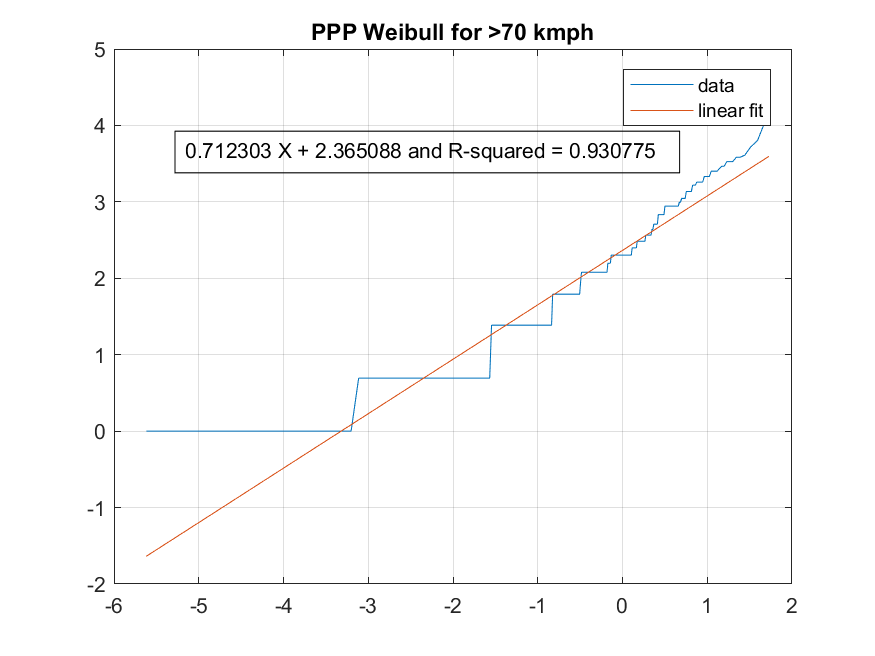 PPP Weibull for >70 kmph
data
linear fit
0.712303 X + 2.365088 and R-squared = 0.930775
5
4
3
2
1
0
-1
-2
-6 -5 -4 -3 -2 -1 0 1 2